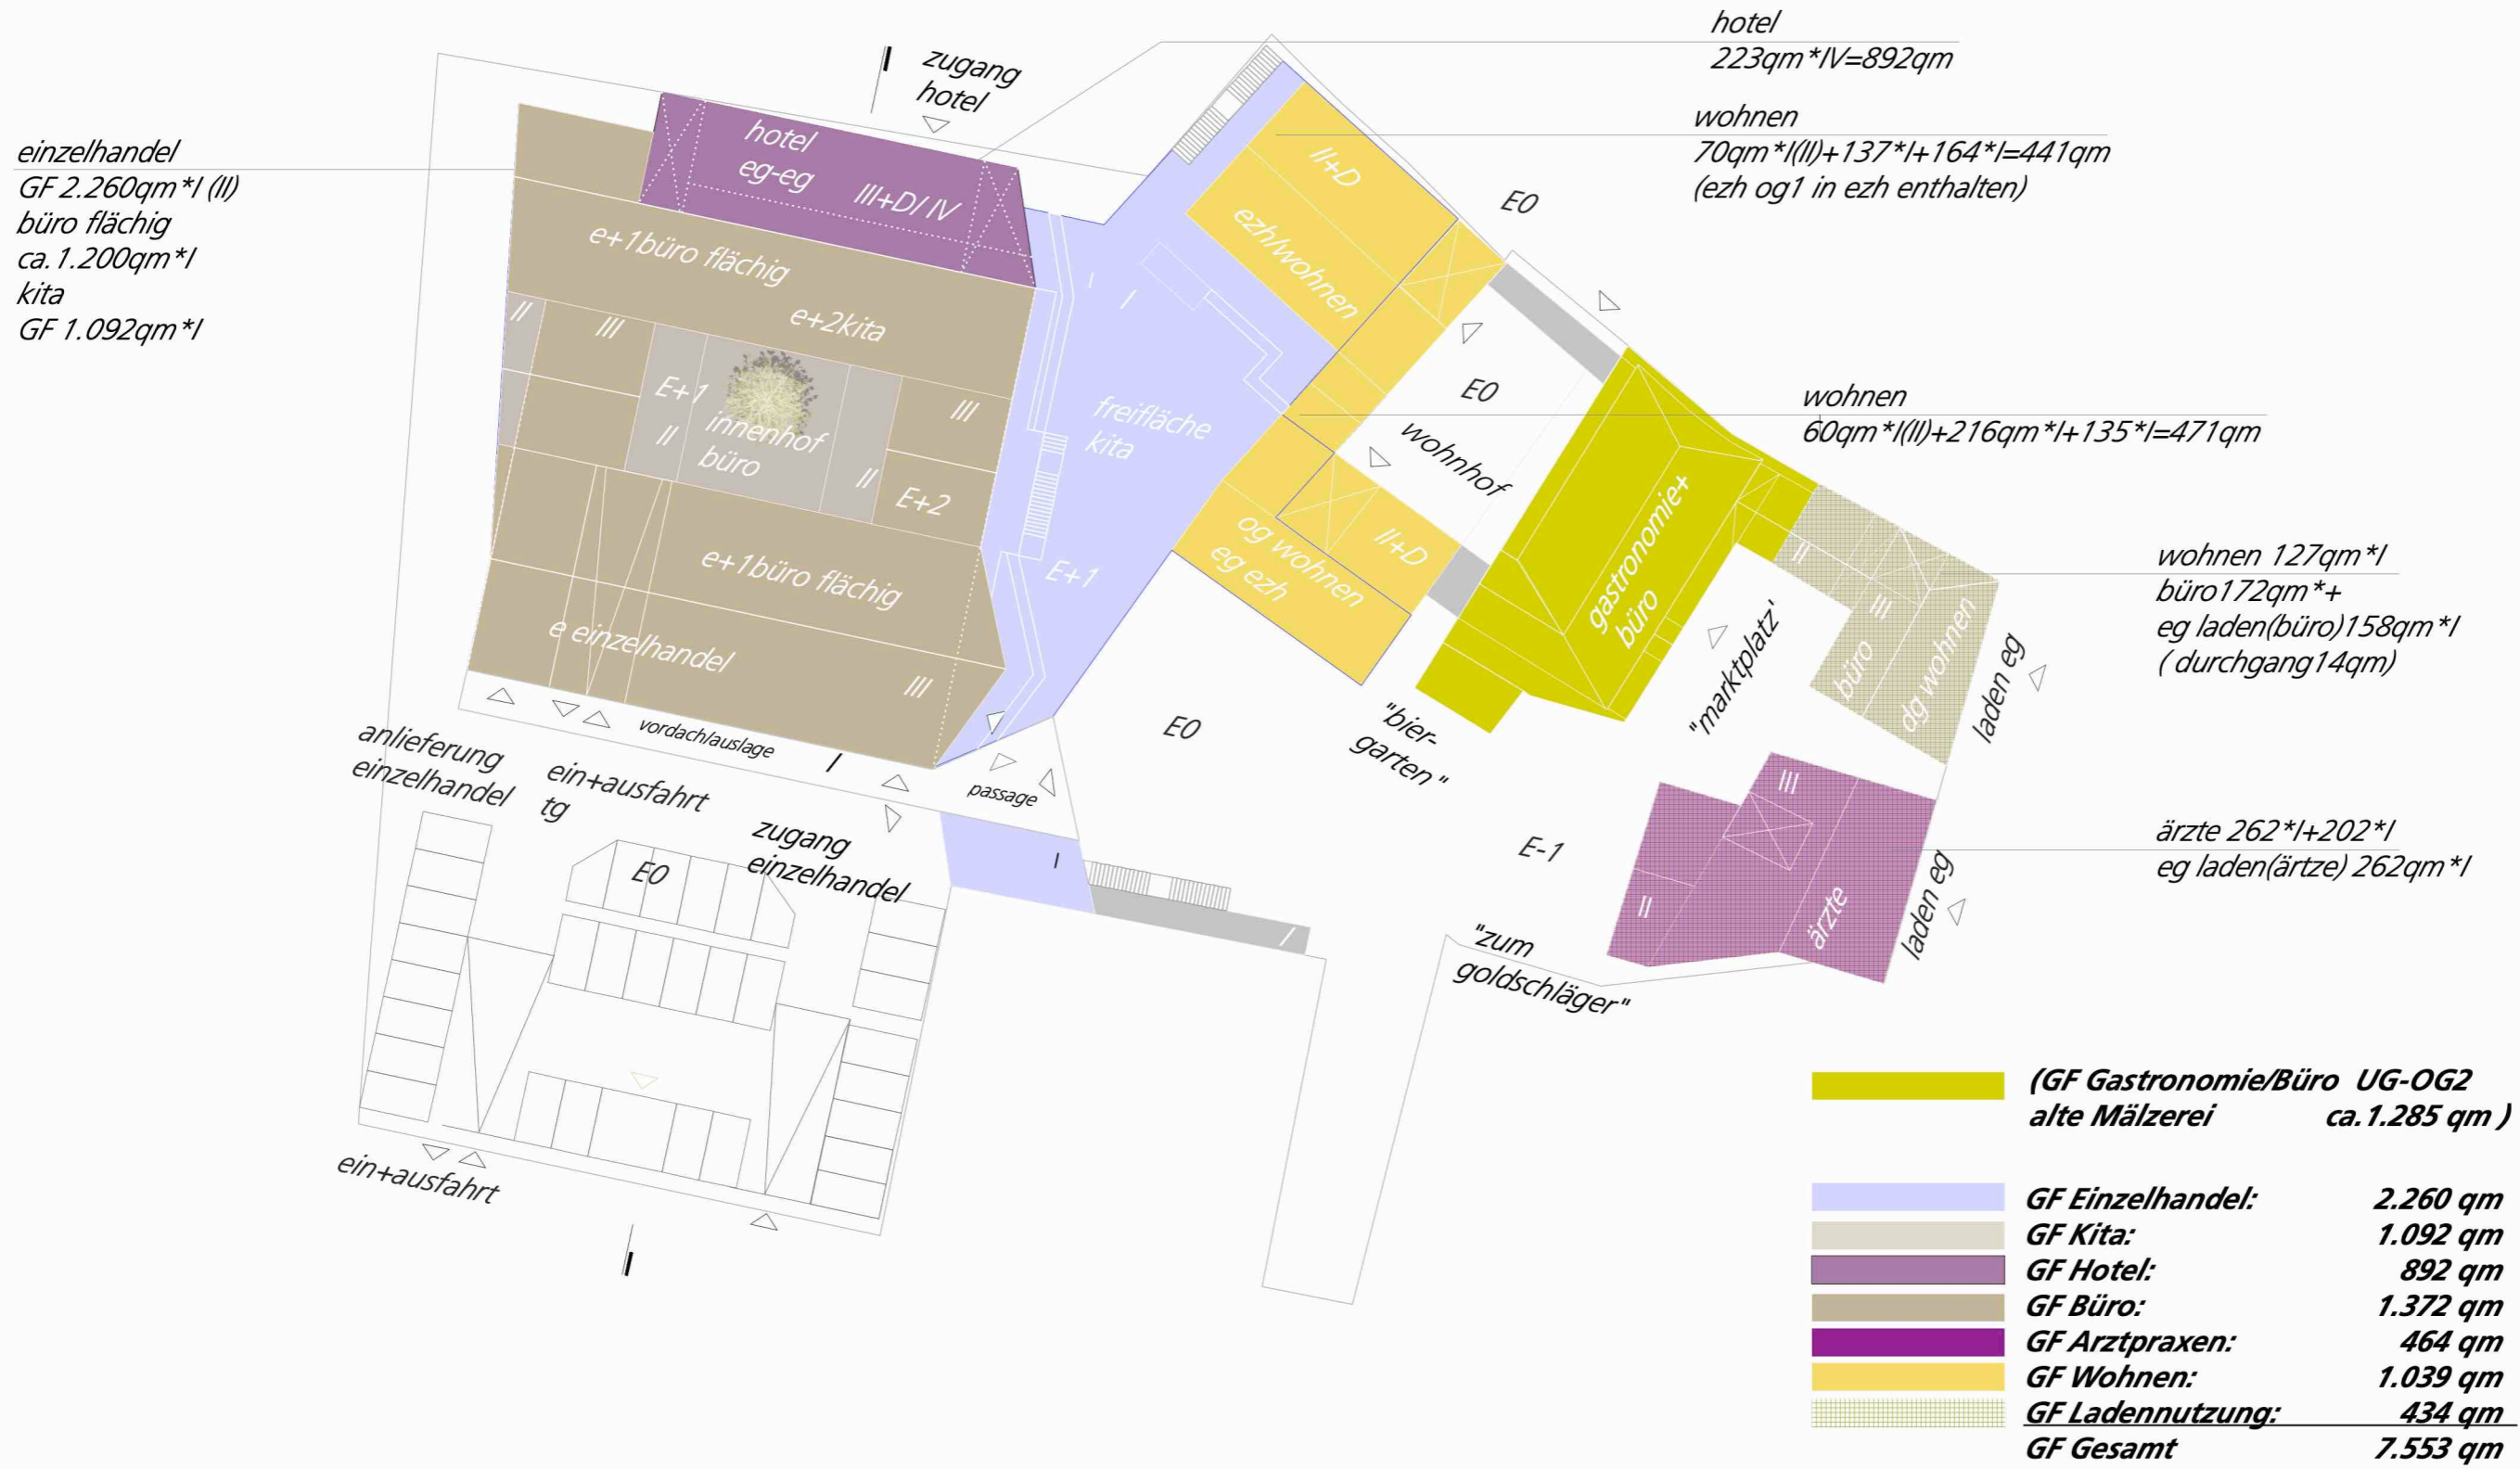 hotel
223qm*IV=892qm
wohnen
70qm*I(II)+137*I+164*I=441qm
(ezh og1 in ezh enthalten)
zugang
hotel
einzelhandel
GF 2.260qm*I (II)
büro flächig
ca.1.200qm*I
kita
GF 1.092qm*I
hotel
eg-eg
III+D/ IV
e+1büro flächig
e+2kita
II
III
E+1
II
innenhof
büro
III
II
E+2
e+1büro flächig
e einzelhandel
III
I
I
freifläche
kita
E+1
II+D
ezh/wohnen
E0
E0
wohnhof
og wohnen
eg ezh
II+D
wohnen
60qm*I(II)+216qm*I+135*I=471qm
gastronomie+
büro
II
III
büro
dg wohnen
laden eg
wohnen 127qm*I
büro172qm*+
eg laden(büro)158qm*I
( durchgang14qm)
"marktplatz'
"bier-
garten"
E0
vordach/auslage
I
passage
anlieferung
einzelhandel
ein+ausfahrt
tg
zugang
einzelhandel
E0
I
I
E-1
III
II
ärzte
laden eg
ärzte 262*I+202*I
eg laden(ärtze) 262qm*I
"zum
goldschläger"
ein+ausfahrt
(GF Gastronomie/Büro UG-OG2
alte Mälzerei ca.1.285 qm )
GF Einzelhandel: 2.260 qm
GF Kita: 1.092 qm
GF Hotel: 892 qm
GF Büro: 1.372 qm
GF Arztpraxen: 464 qm
GF Wohnen: 1.039 qm
GF Ladennutzung: 434 qm
GF Gesamt 7.553 qm